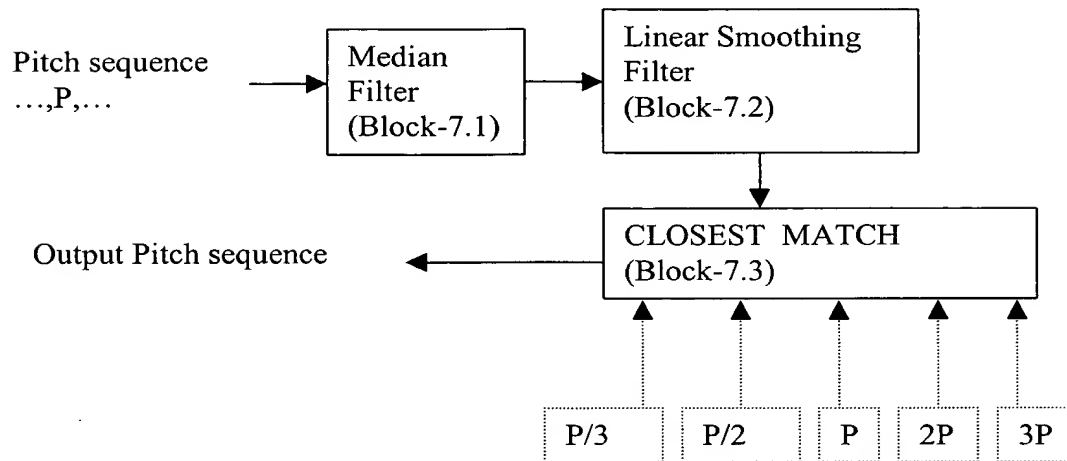 Pitch sequence
…,P,…
Median
Filter
(Block-7.1)
Linear Smoothing
Filter
(Block-7.2)
CLOSEST MATCH
(Block-7.3)
Output Pitch sequence
P/3
P/2
P
2P
3P